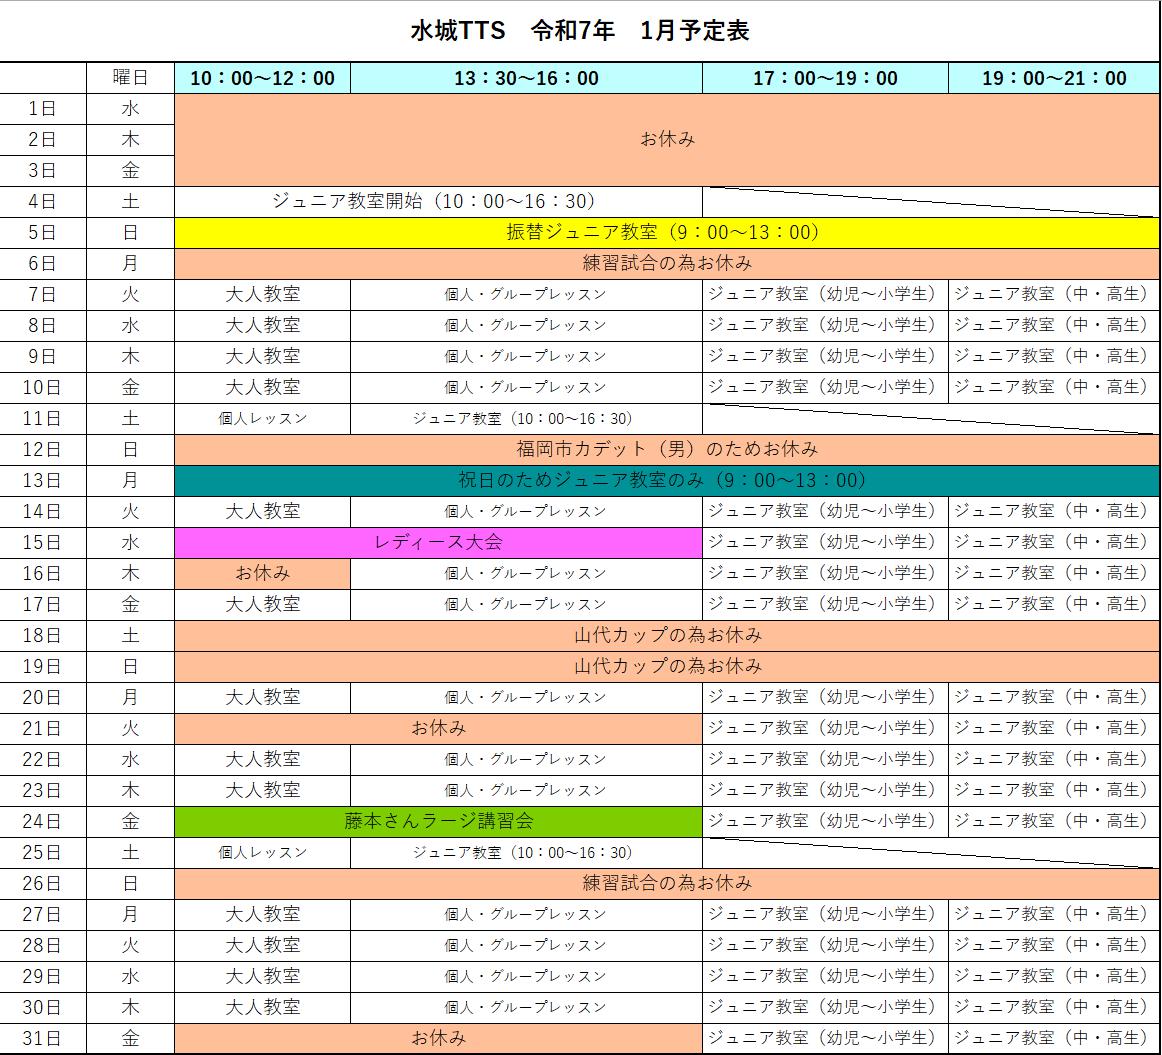 水城TTS　令和7年　1月予定表
曜日 10：00～12：00 13：30～16：00 17：00～19：00 19：00～21：00
1日 水
2日 木 お休み
3日 金
4日 土 ジュニア教室開始（10：00～16：30）
5日 日 振替ジュニア教室（9：00～13：00）
6日 月 練習試合の為お休み
7日 火 大人教室 個人・グループレッスン ジュニア教室（幼児～小学生） ジュニア教室（中・高生）
8日 水 大人教室 個人・グループレッスン ジュニア教室（幼児～小学生） ジュニア教室（中・高生）
9日 木 大人教室 個人・グループレッスン ジュニア教室（幼児～小学生） ジュニア教室（中・高生）
10日 金 大人教室 個人・グループレッスン ジュニア教室（幼児～小学生） ジュニア教室（中・高生）
11日 土 個人レッスン ジュニア教室（10：00～16：30）
12日 日 福岡市カデット（男）のためお休み
13日 月 祝日のためジュニア教室のみ（9：00～13：00）
14日 火 大人教室 個人・グループレッスン ジュニア教室（幼児～小学生） ジュニア教室（中・高生）
15日 水 レディース大会 ジュニア教室（幼児～小学生） ジュニア教室（中・高生）
16日 木 お休み 個人・グループレッスン ジュニア教室（幼児～小学生） ジュニア教室（中・高生）
17日 金 大人教室 個人・グループレッスン ジュニア教室（幼児～小学生） ジュニア教室（中・高生）
18日 土 山代カップの為お休み
19日 日 山代カップの為お休み
20日 月 大人教室 個人・グループレッスン ジュニア教室（幼児～小学生） ジュニア教室（中・高生）
21日 火 お休み ジュニア教室（幼児～小学生） ジュニア教室（中・高生）
22日 水 大人教室 個人・グループレッスン ジュニア教室（幼児～小学生） ジュニア教室（中・高生）
23日 木 大人教室 個人・グループレッスン ジュニア教室（幼児～小学生） ジュニア教室（中・高生）
24日 金 藤本さんラージ講習会 ジュニア教室（幼児～小学生） ジュニア教室（中・高生）
25日 土 個人レッスン ジュニア教室（10：00～16：30）
26日 日 練習試合の為お休み
27日 月 大人教室 個人・グループレッスン ジュニア教室（幼児～小学生） ジュニア教室（中・高生）
28日 火 大人教室 個人・グループレッスン ジュニア教室（幼児～小学生） ジュニア教室（中・高生）
29日 水 大人教室 個人・グループレッスン ジュニア教室（幼児～小学生） ジュニア教室（中・高生）
30日 木 大人教室 個人・グループレッスン ジュニア教室（幼児～小学生） ジュニア教室（中・高生）
31日 金 お休み ジュニア教室（幼児～小学生） ジュニア教室（中・高生）